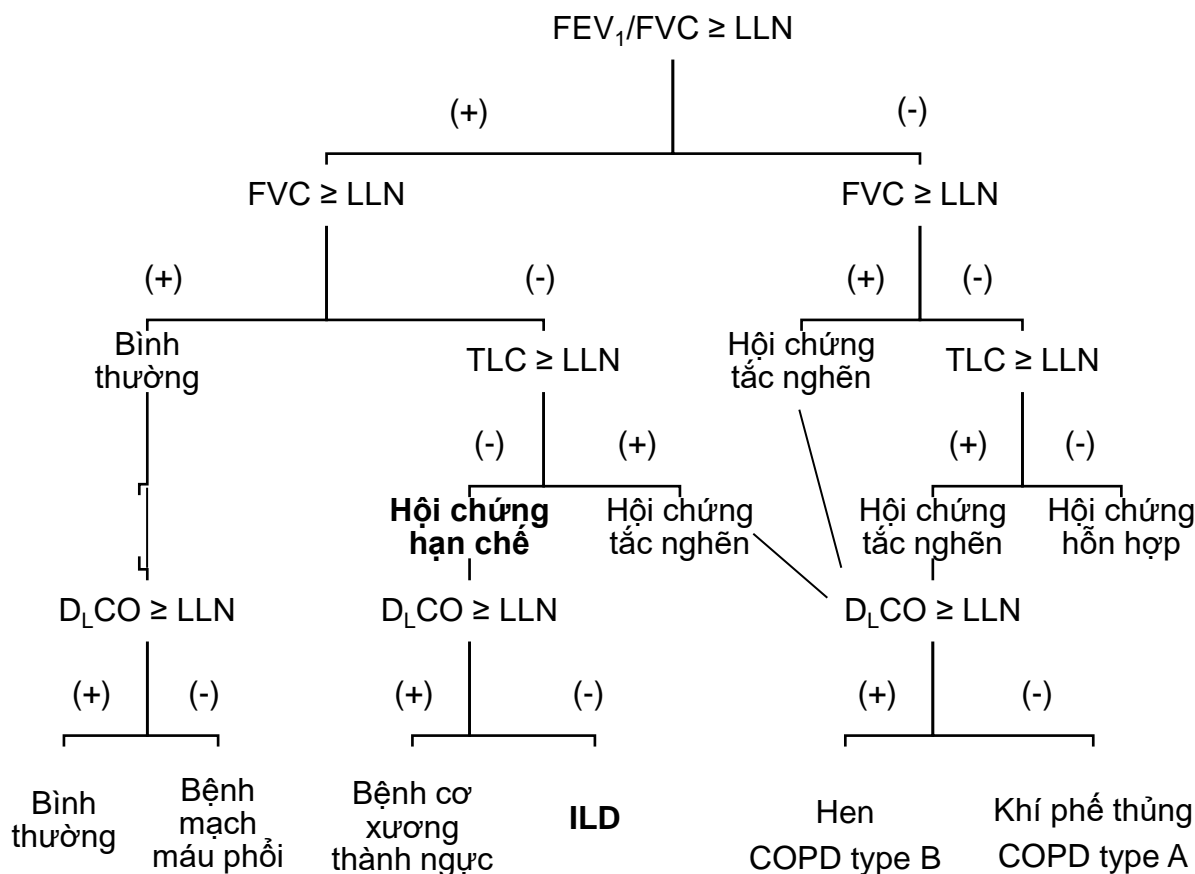 FEV₁/FVC ≥ LLN
(+) (-)
FVC ≥ LLN FVC ≥ LLN
(+) (-) (+) (-)
Bình
thường
TLC ≥ LLN
Hội chứng
tắc nghẽn
TLC ≥ LLN
(-) (+) (+) (-)
Hội chứng
hạn chế
Hội chứng
tắc nghẽn
Hội chứng
tắc nghẽn
Hội chứng
hỗn hợp
DLCO ≥ LLN DLCO ≥ LLN DLCO ≥ LLN
(+) (-) (+) (-) (+) (-)
Bình
thường
Bệnh
mạch
máu phổi
Bệnh cơ
xương
thành ngực
ILD
Hen
COPD type B
Khí phế thủng
COPD type A